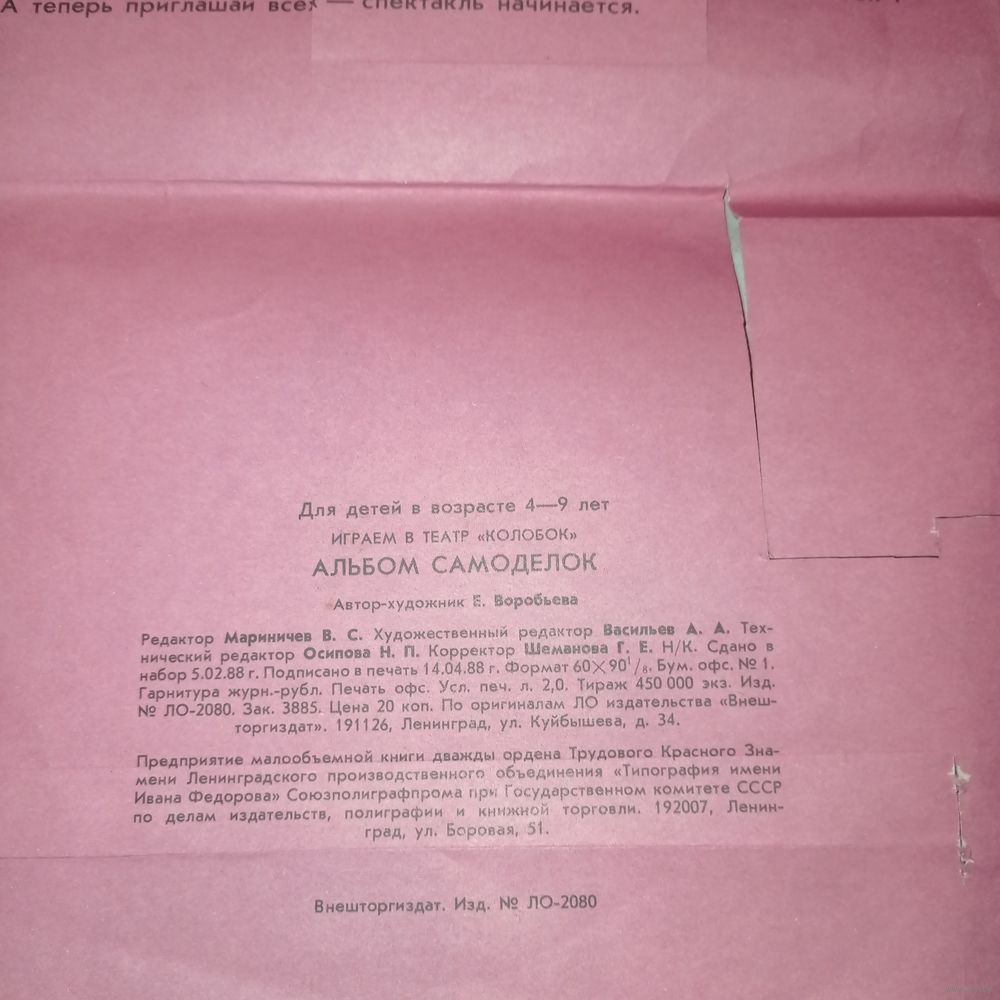 А теперь приглашай всех — спектакль начинается.
Для детей в возрасте 4—9 лет
ИГРАЕМ В ТЕАТР «КОЛОБОК»
АЛЬБОМ САМОДЕЛОК
Автор-художник Е. Воробьева
Редактор Мариничев В. С. Художественный редактор Васильев А. А. Тех-
нический редактор Осипова Н. П. Корректор Шеманова Г. Е. Н/К. Сдано в
набор 5.02.88 г. Подписано в печать 14.04.88 г. Формат 60×90¹/₈. Бум. офс. № 1.
Гарнитура журн.-рубл. Печать офс. Усл. печ. л. 2,0. Тираж 450 000 экз. Изд.
№ ЛО-2080. Зак. 3885. Цена 20 коп. По оригиналам ЛО издательства «Внеш-
торгиздат». 191126, Ленинград, ул. Куйбышева, д. 34.
Предприятие малообъемной книги дважды ордена Трудового Красного Зна-
мени Ленинградского производственного объединения «Типография имени
Ивана Федорова» Союзполиграфпрома при Государственном комитете СССР
по делам издательств, полиграфии и книжной торговли. 192007, Ленин-
град, ул. Боровая, 51.
Внешторгиздат. Изд. № ЛО-2080